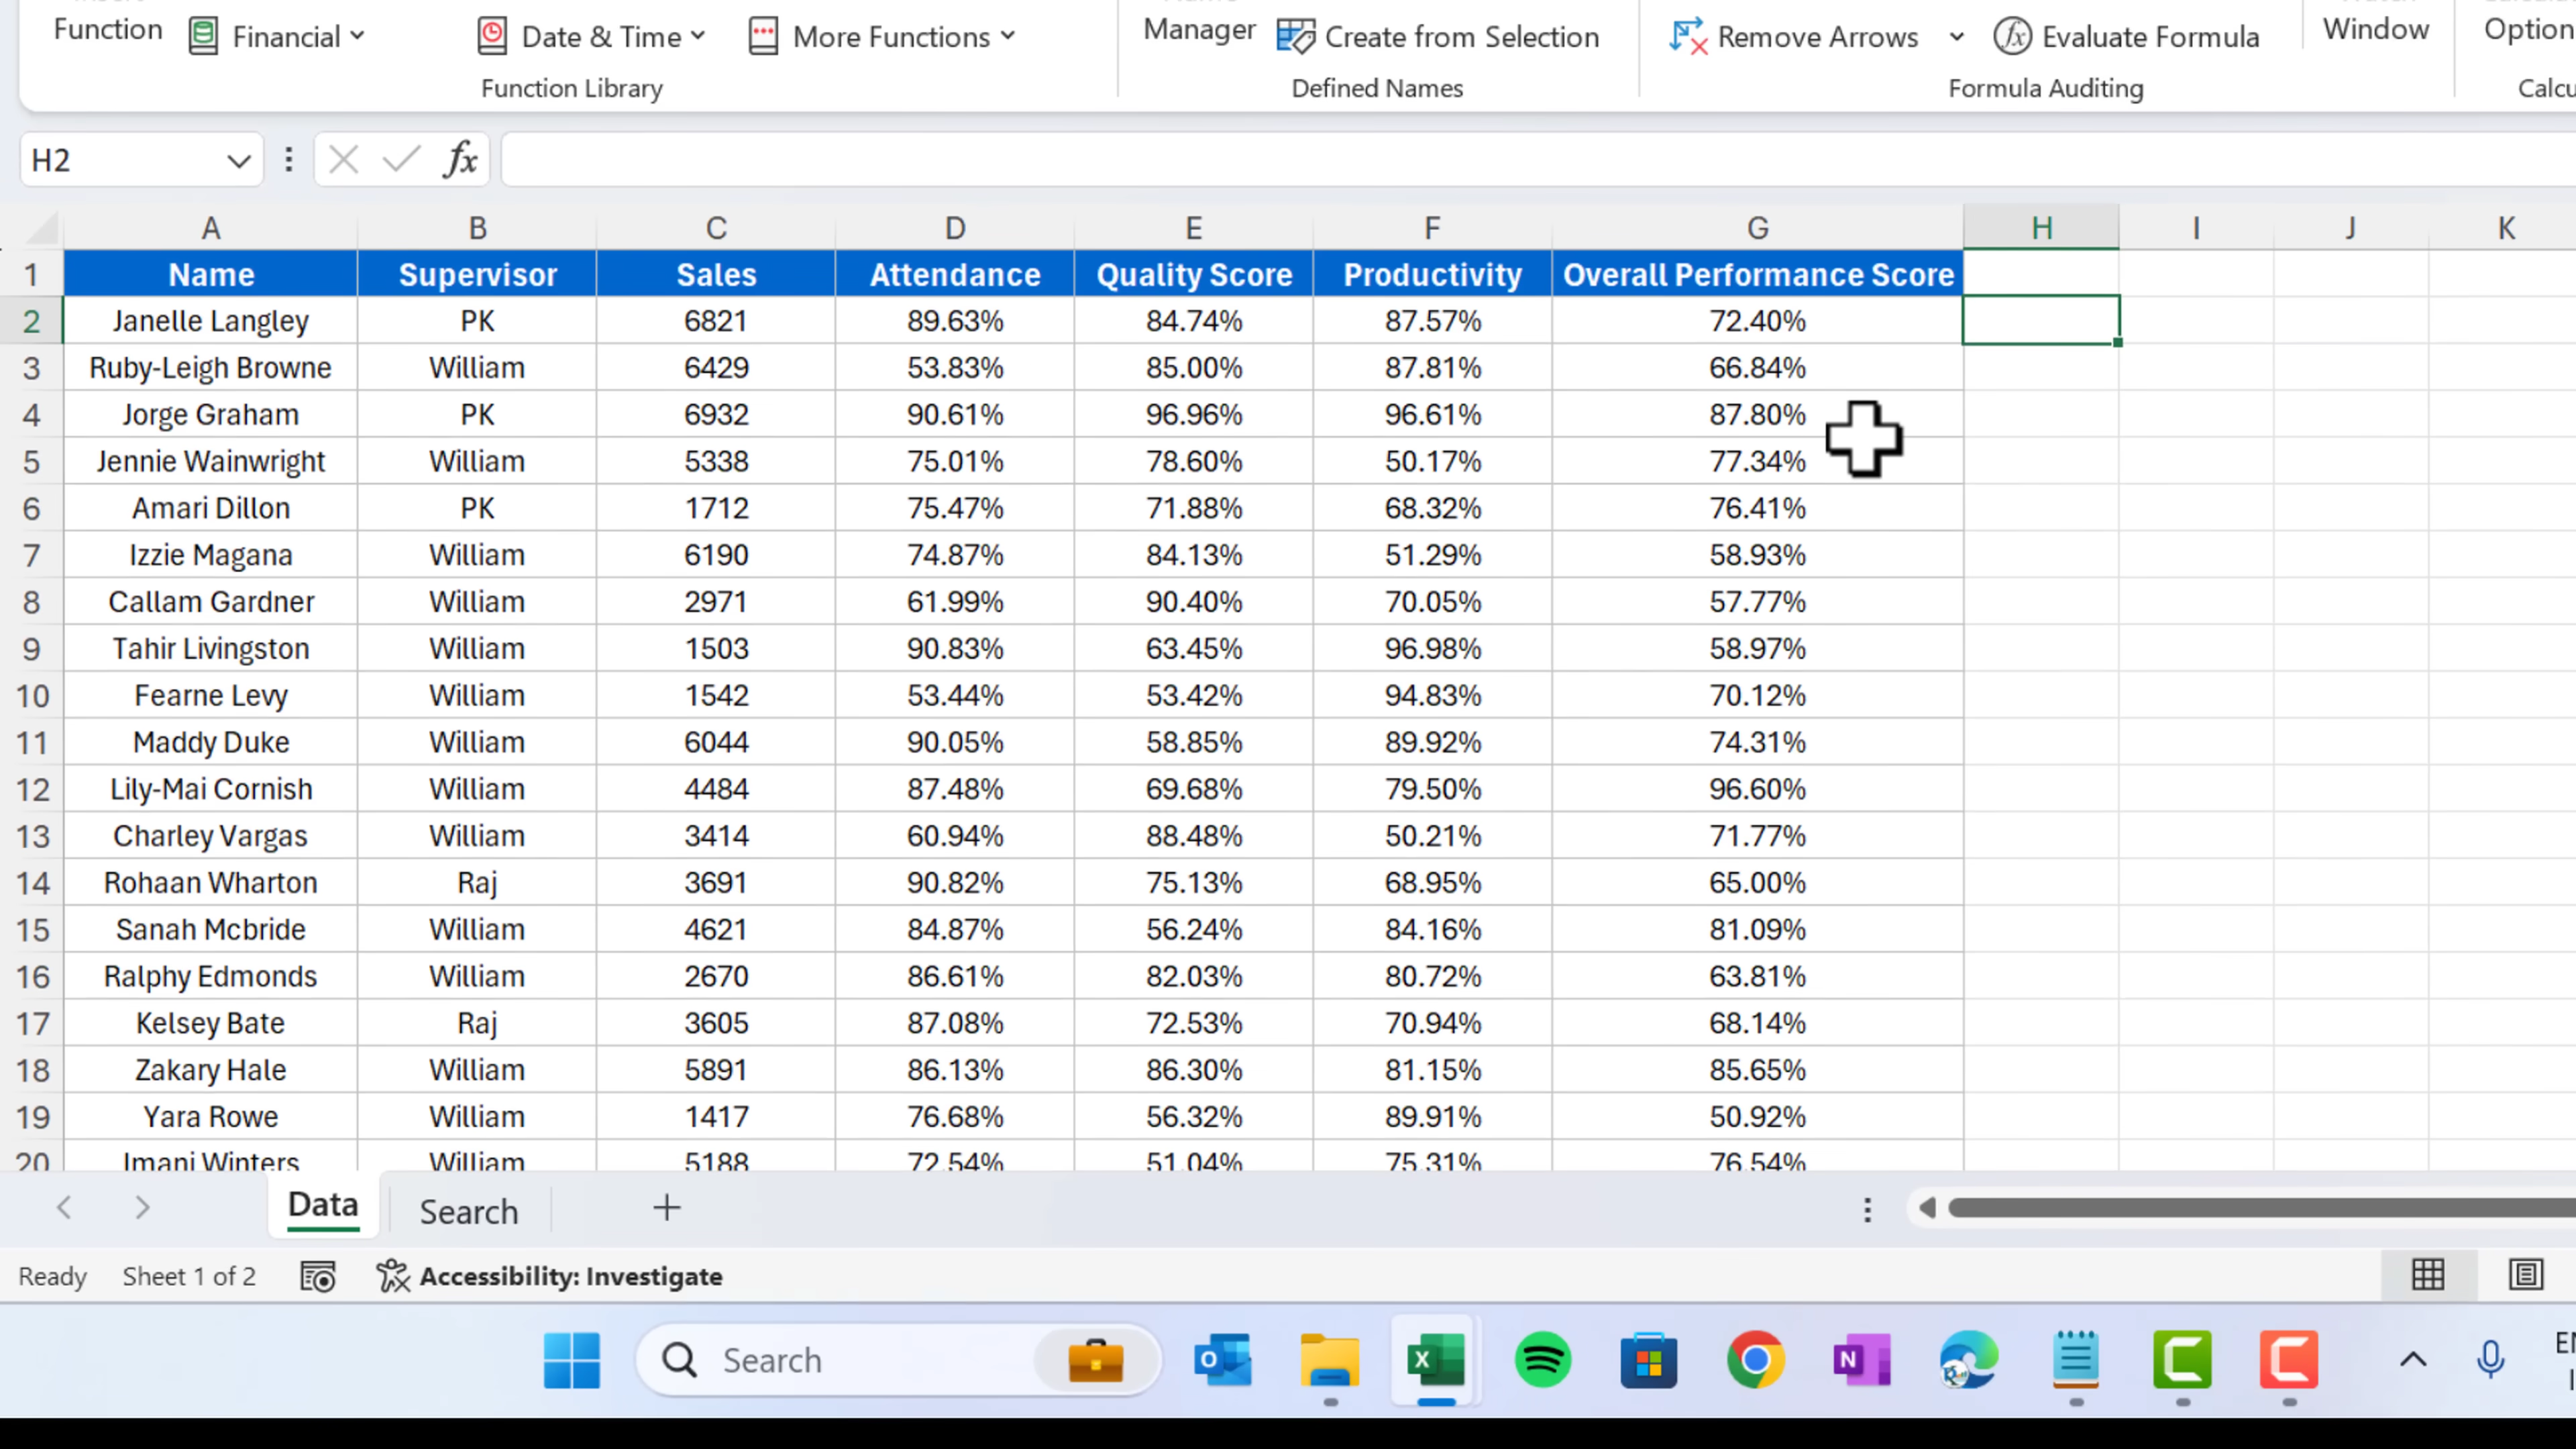 Function Financial Date & Time More Functions Manager Create from Selection Remove Arrows Evaluate Formula Window
Function Library Defined Names Formula Auditing
H2 fx
A B C D E F G H I J K
1 Name Supervisor Sales Attendance Quality Score Productivity Overall Performance Score
2 Janelle Langley PK 6821 89.63% 84.74% 87.57% 72.40%
3 Ruby-Leigh Browne William 6429 53.83% 85.00% 87.81% 66.84%
4 Jorge Graham PK 6932 90.61% 96.96% 96.61% 87.80%
5 Jennie Wainwright William 5338 75.01% 78.60% 50.17% 77.34%
6 Amari Dillon PK 1712 75.47% 71.88% 68.32% 76.41%
7 Izzie Magana William 6190 74.87% 84.13% 51.29% 58.93%
8 Callam Gardner William 2971 61.99% 90.40% 70.05% 57.77%
9 Tahir Livingston William 1503 90.83% 63.45% 96.98% 58.97%
10 Fearne Levy William 1542 53.44% 53.42% 94.83% 70.12%
11 Maddy Duke William 6044 90.05% 58.85% 89.92% 74.31%
12 Lily-Mai Cornish William 4484 87.48% 69.68% 79.50% 96.60%
13 Charley Vargas William 3414 60.94% 88.48% 50.21% 71.77%
14 Rohaan Wharton Raj 3691 90.82% 75.13% 68.95% 65.00%
15 Sanah Mcbride William 4621 84.87% 56.24% 84.16% 81.09%
16 Ralphy Edmonds William 2670 86.61% 82.03% 80.72% 63.81%
17 Kelsey Bate Raj 3605 87.08% 72.53% 70.94% 68.14%
18 Zakary Hale William 5891 86.13% 86.30% 81.15% 85.65%
19 Yara Rowe William 1417 76.68% 56.32% 89.91% 50.92%
20 Imani Winters William 5188 72.54% 51.04% 75.31% 76.54%
Data Search
Ready Sheet 1 of 2 Accessibility: Investigate
Search